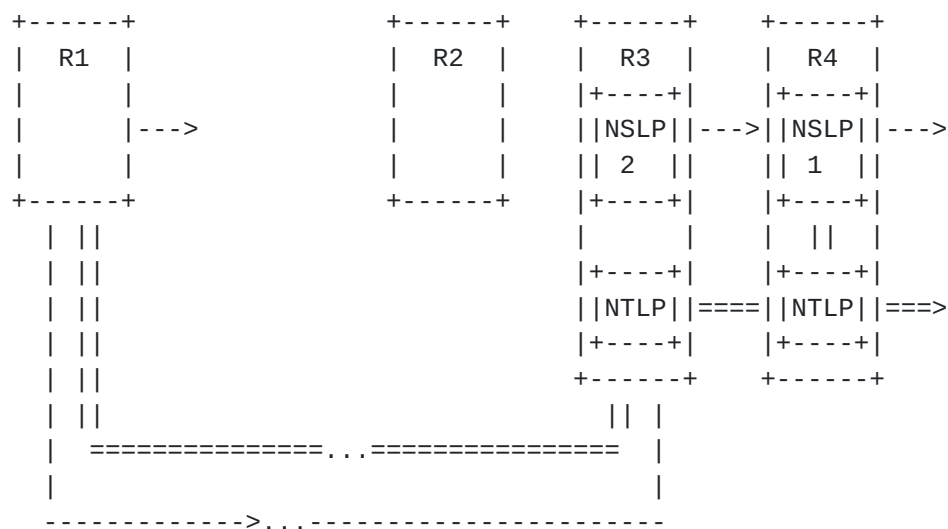 +------+                +------+   +------+   +------+
|  R1  |                |  R2  |   |  R3  |   |  R4  |
|      |                |      |   |+----+|   |+----+|
|      |--->            |      |   ||NSLP||--->||NSLP||--->
|      |                |      |   || 2  ||   || 1  ||
+------+                +------+   |+----+|   |+----+|
  | ||                             |      |   |  ||  |
  | ||                             |+----+|   |+----+|
  | ||                             ||NTLP||====||NTLP||===>
  | ||                             |+----+|   |+----+|
  | ||                             +------+   +------+
  | ||                                || |
  |  ===============...================  |
  |                                      |
  ------------->...-----------------------